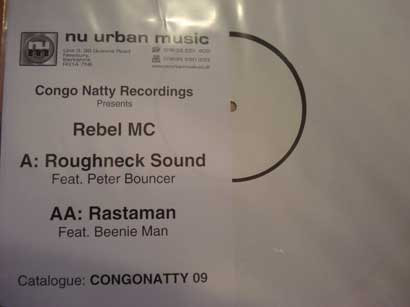 nu urban music
Congo Natty Recordings
Presents
Rebel MC
A: Roughneck Sound
Feat. Peter Bouncer
AA: Rastaman
Feat. Beenie Man
Catalogue: CONGONATTY 09